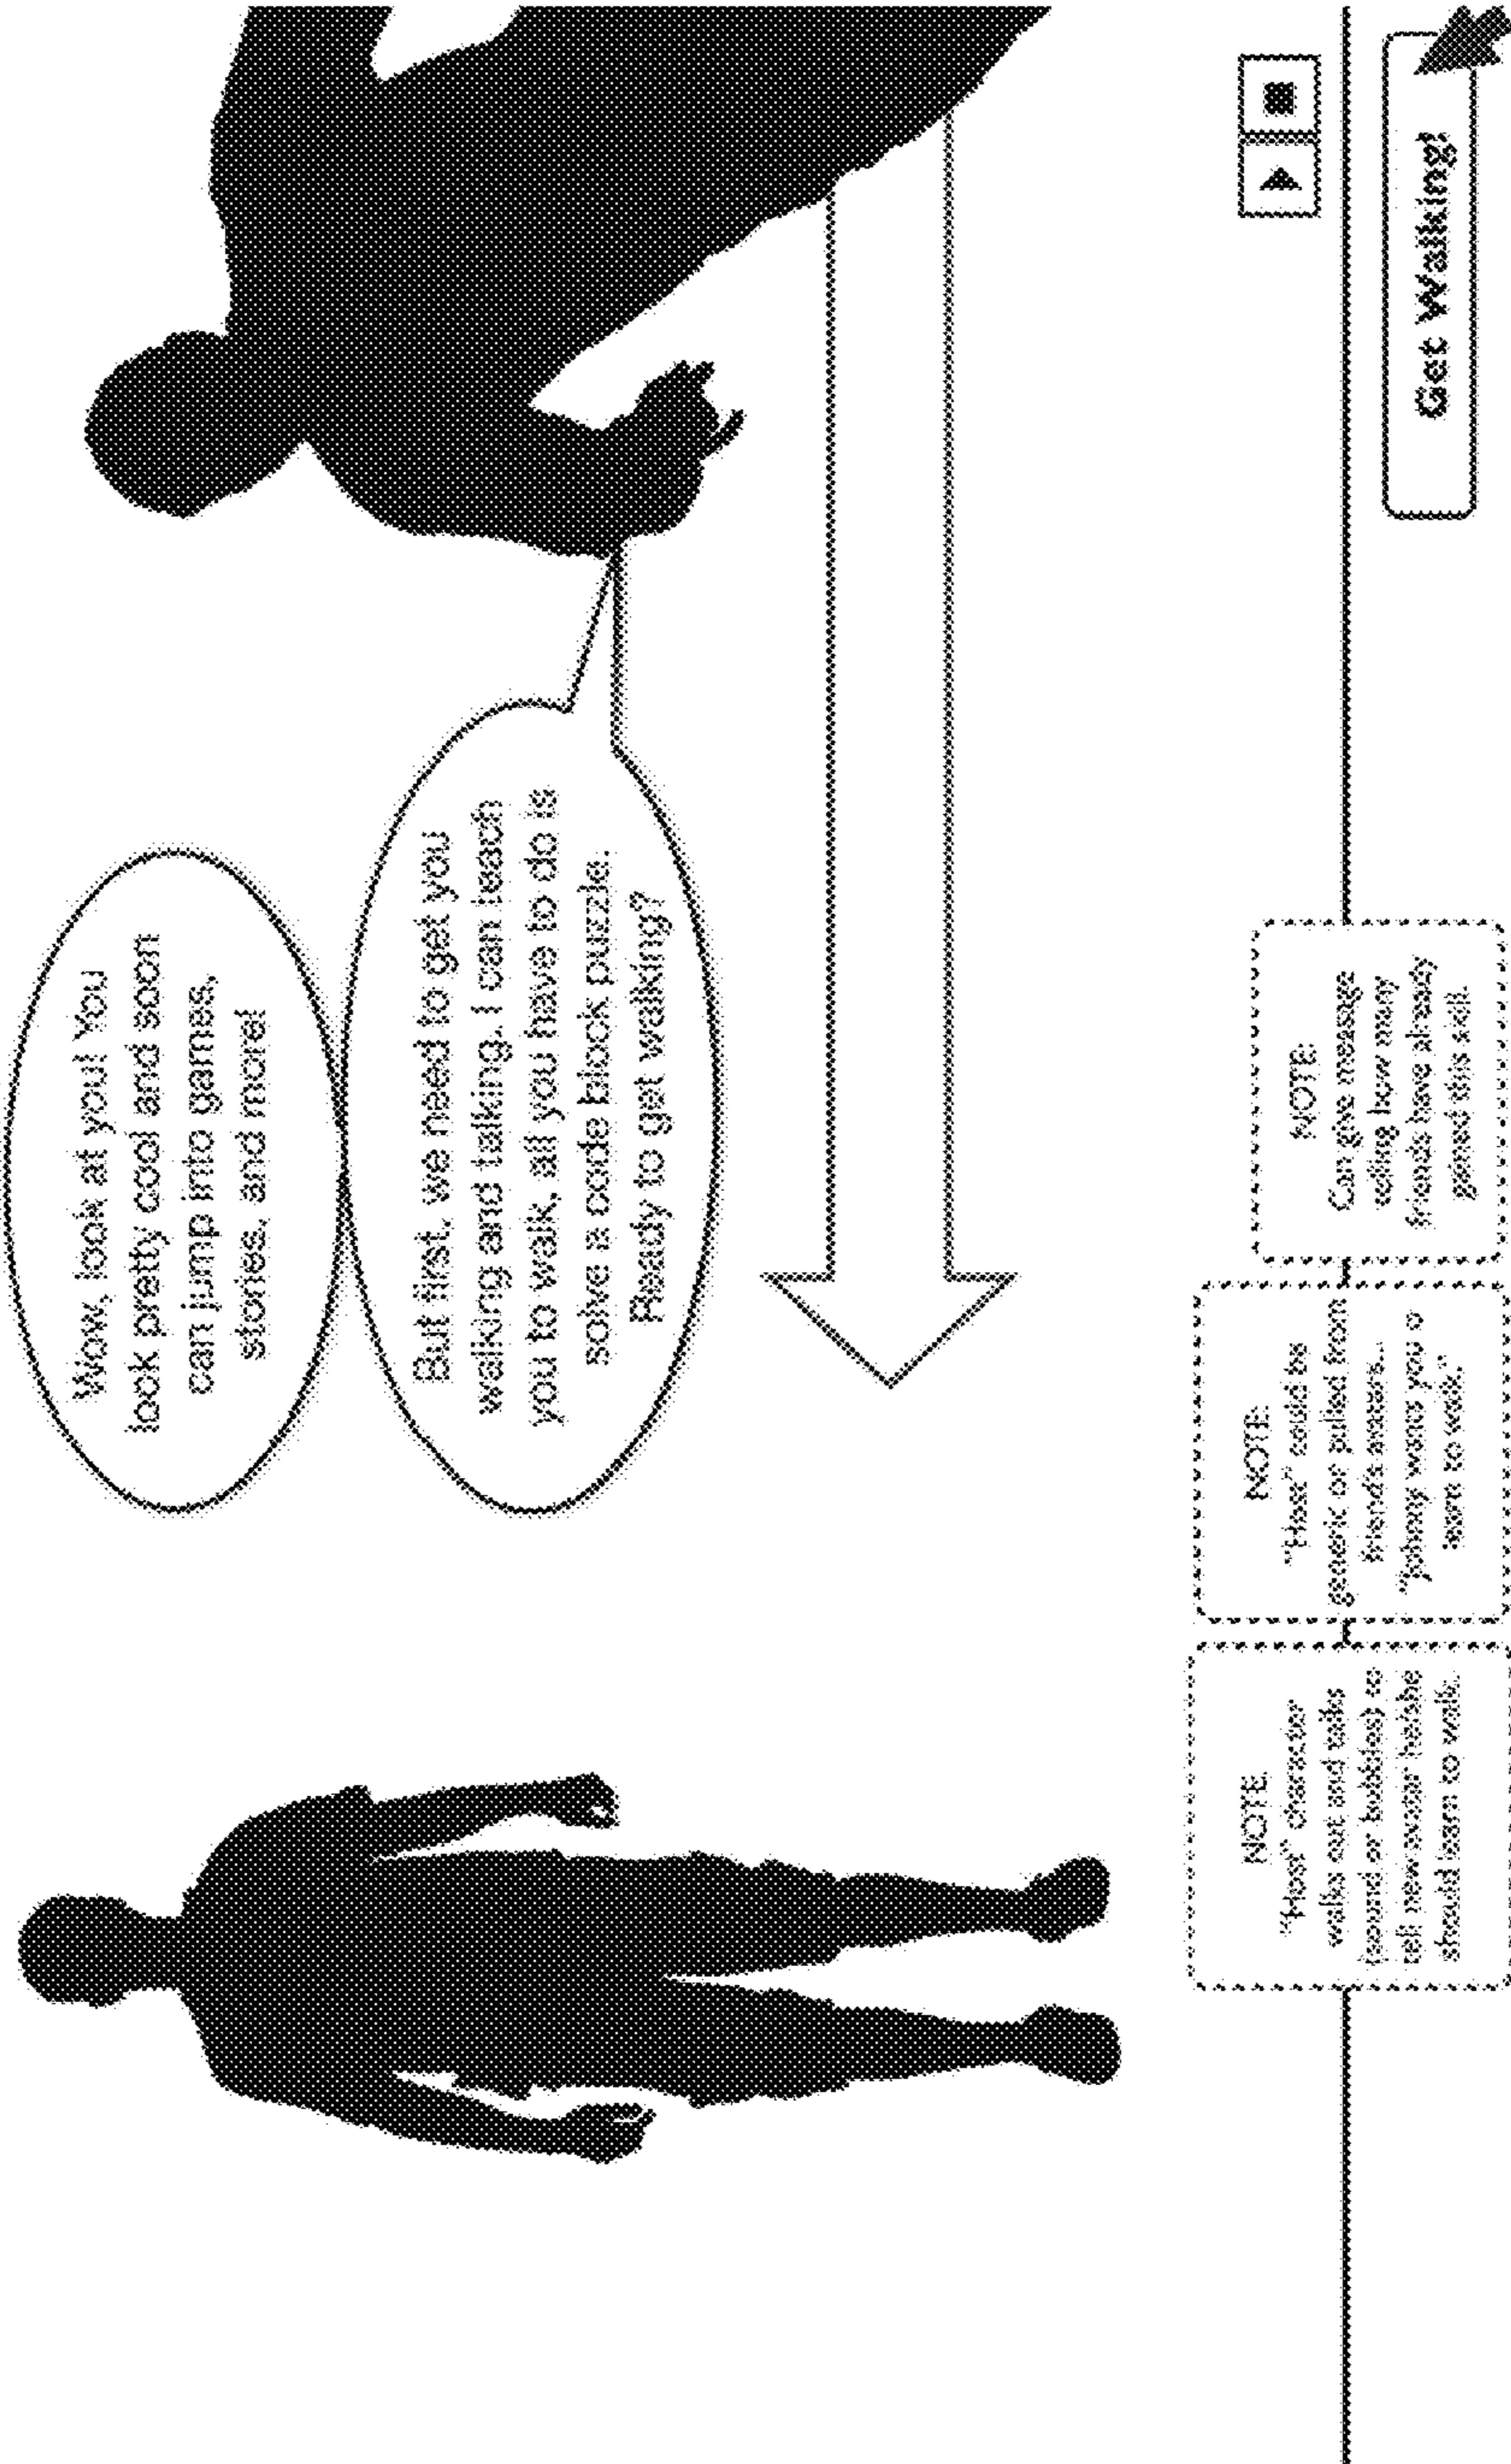 Wow, look at you! You
look pretty cool and soon
can jump into games,
stories, and more!
But first, we need to get you
walking and talking. I can teach
you to walk, all you have to do is
solve a code block puzzle.
Ready to get walking?
NOTE:
"Host" character
walks out and talks
(sound or bubbles) to
tell new avatar he/she
should learn to walk.
NOTE:
"Host" could be
generic or pulled from
friend's avatars...
"Johnny wants you to
learn to walk."
NOTE:
Can give message
telling how many
friends have already
gained this skill.
Get Walking!